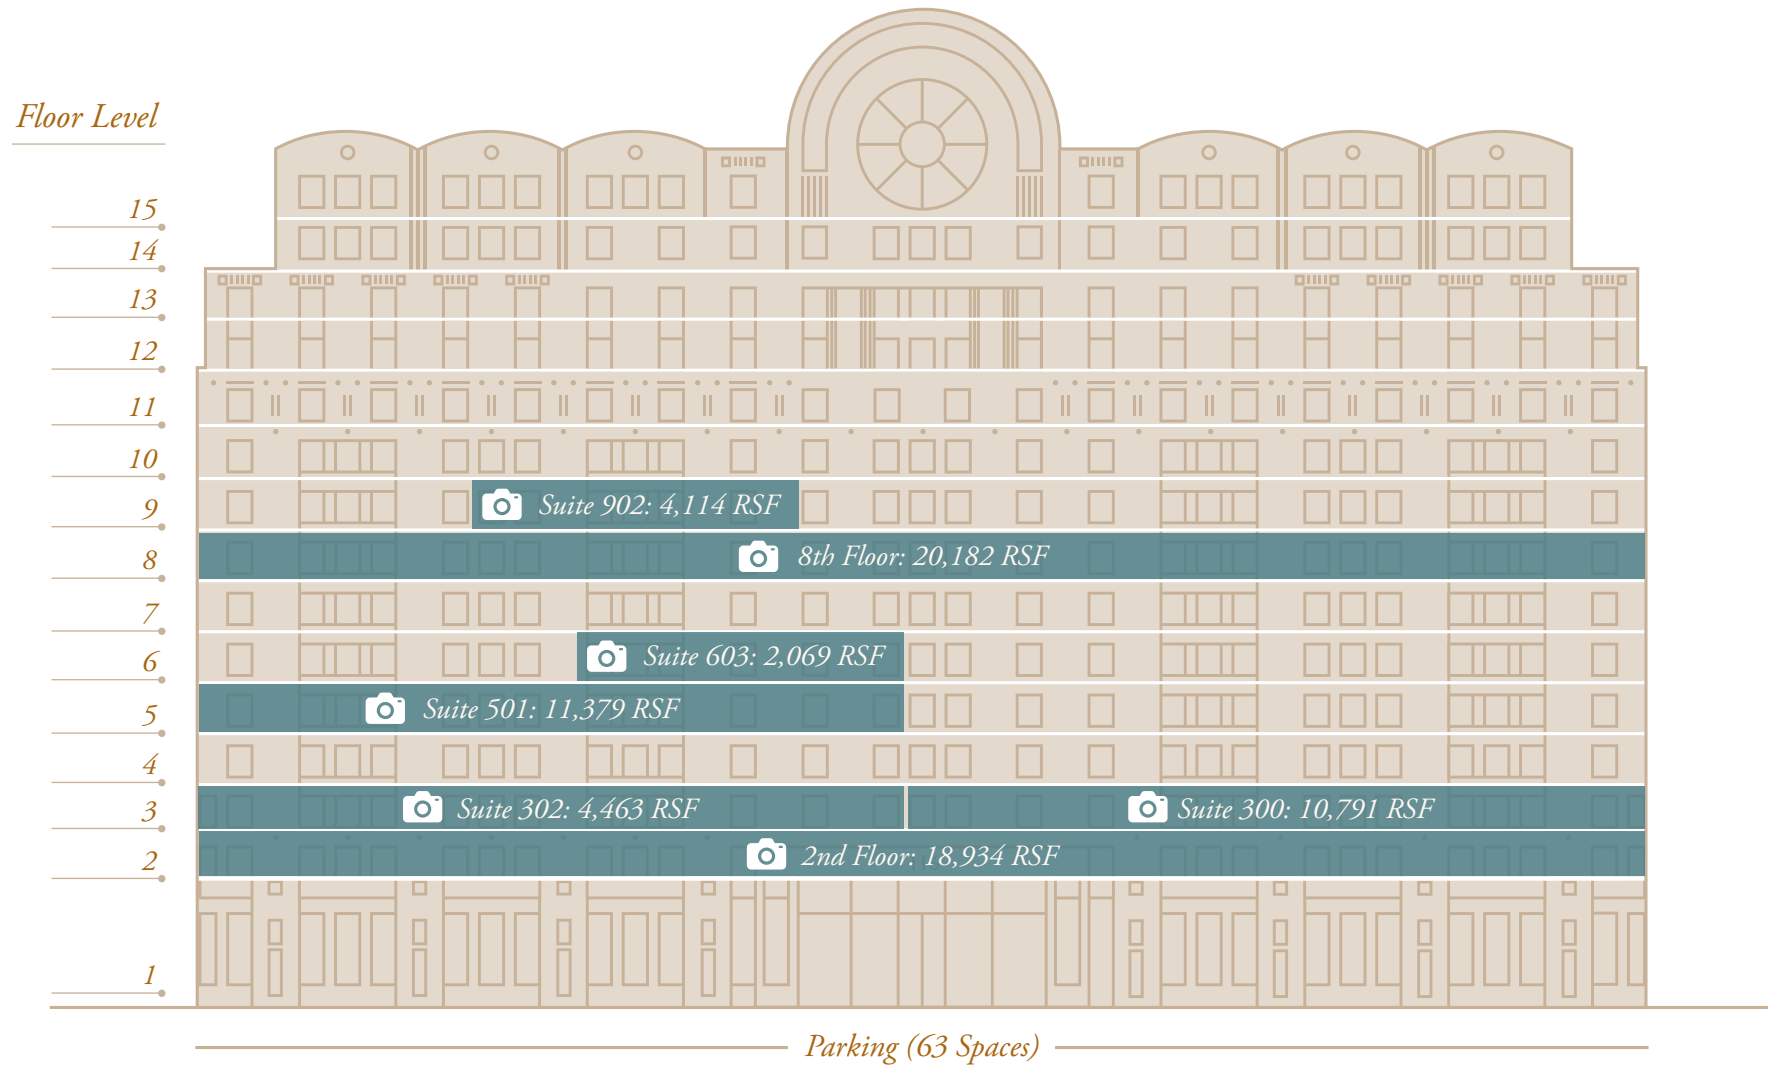 Floor Level
15
14
13
12
11
10
9
Suite 902: 4,114 RSF
8
8th Floor: 20,182 RSF
7
6
Suite 603: 2,069 RSF
5
Suite 501: 11,379 RSF
4
3
Suite 302: 4,463 RSF
Suite 300: 10,791 RSF
2
2nd Floor: 18,934 RSF
1
Parking (63 Spaces)